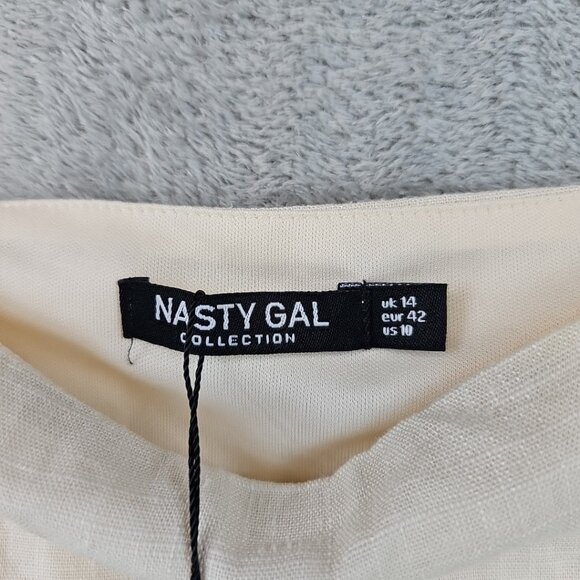 NASTY GAL
COLLECTION
uk 14
eur 42
us 10